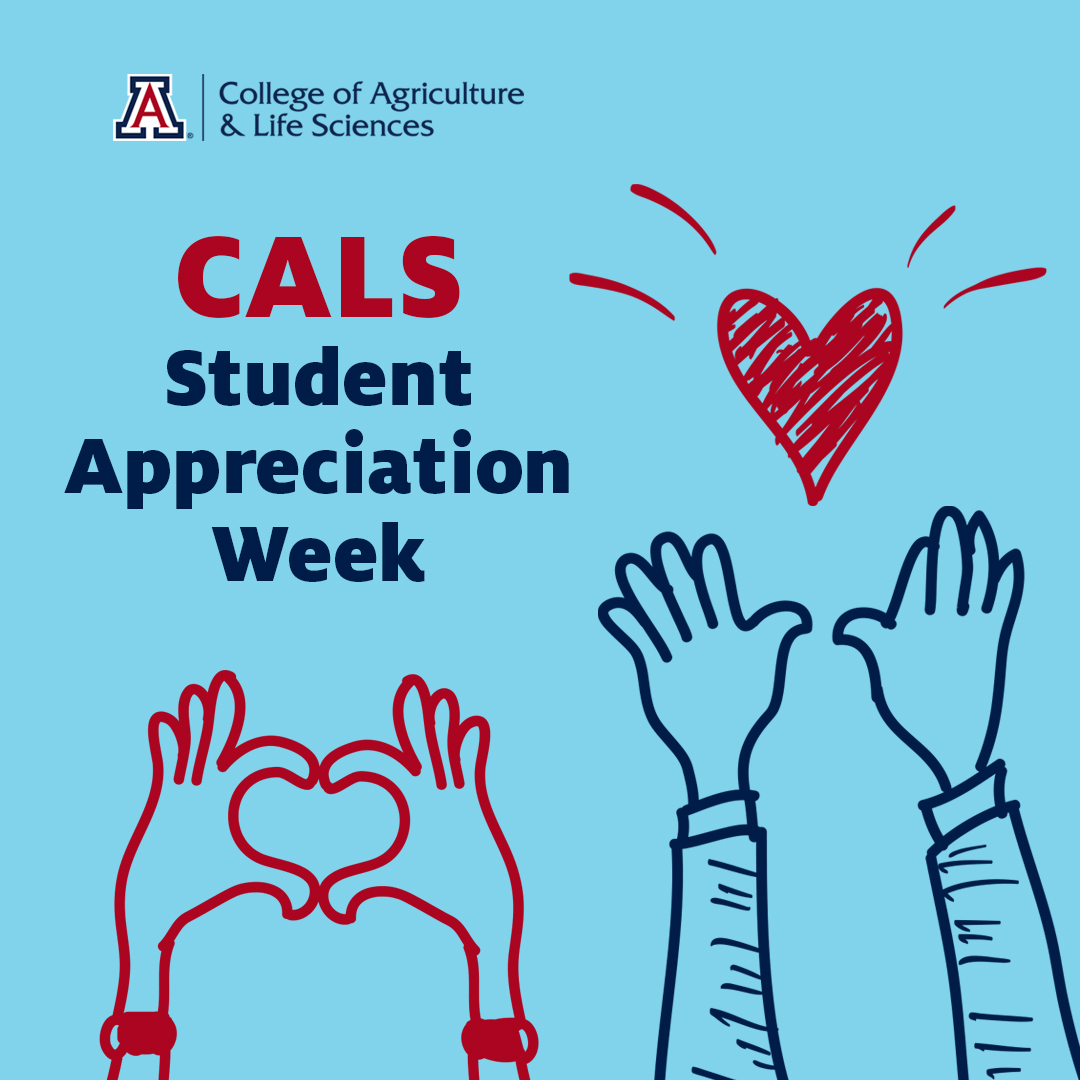 A
College of Agriculture
& Life Sciences
CALS
Student
Appreciation
Week